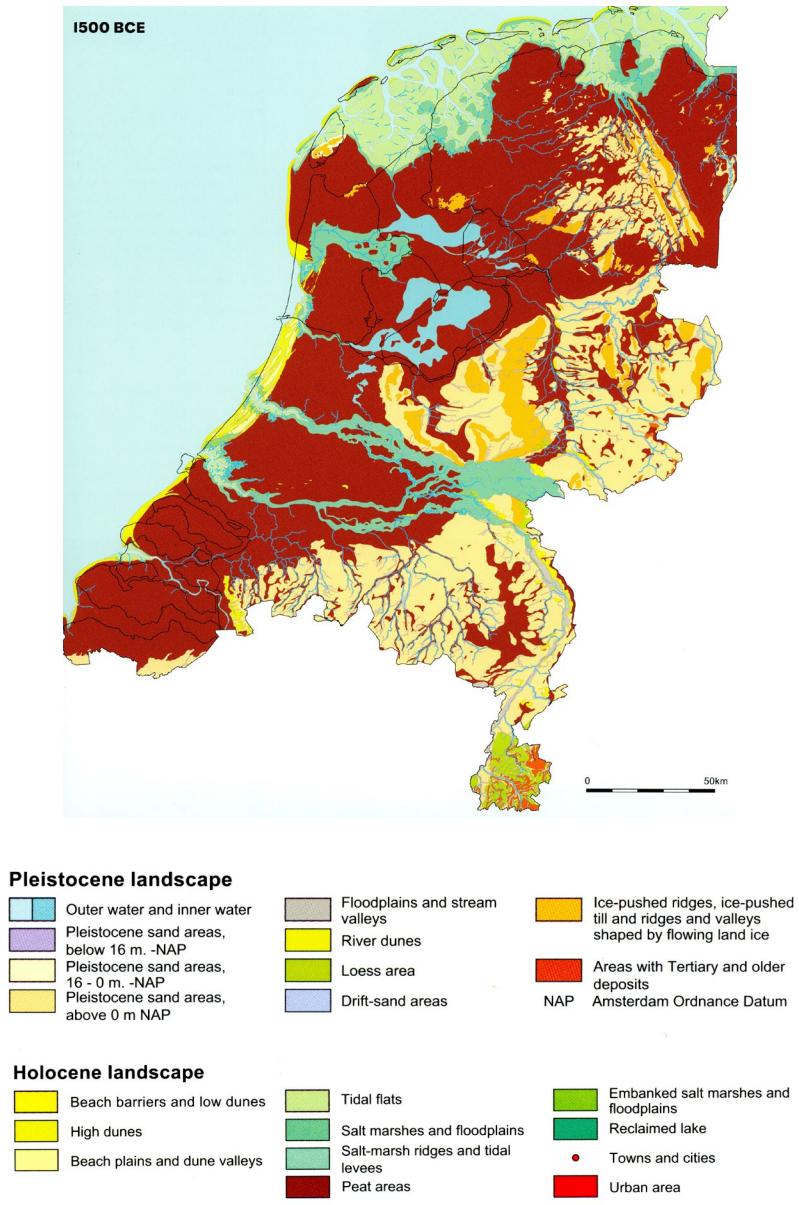 1500 BCE
0 50km
Pleistocene landscape
Outer water and inner water
Pleistocene sand areas,
below 16 m. -NAP
Pleistocene sand areas,
16 - 0 m. -NAP
Pleistocene sand areas,
above 0 m NAP
Floodplains and stream
valleys
River dunes
Loess area
Drift-sand areas
Ice-pushed ridges, ice-pushed
till and ridges and valleys
shaped by flowing land ice
Areas with Tertiary and older
deposits
NAP Amsterdam Ordnance Datum
Holocene landscape
Beach barriers and low dunes
High dunes
Beach plains and dune valleys
Tidal flats
Salt marshes and floodplains
Salt-marsh ridges and tidal
levees
Peat areas
Embanked salt marshes and
floodplains
Reclaimed lake
Towns and cities
Urban area